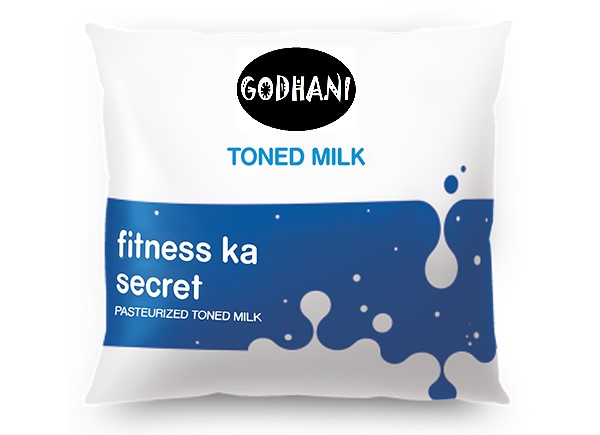 GODHANI
TONED MILK
fitness ka
secret
PASTEURIZED TONED MILK